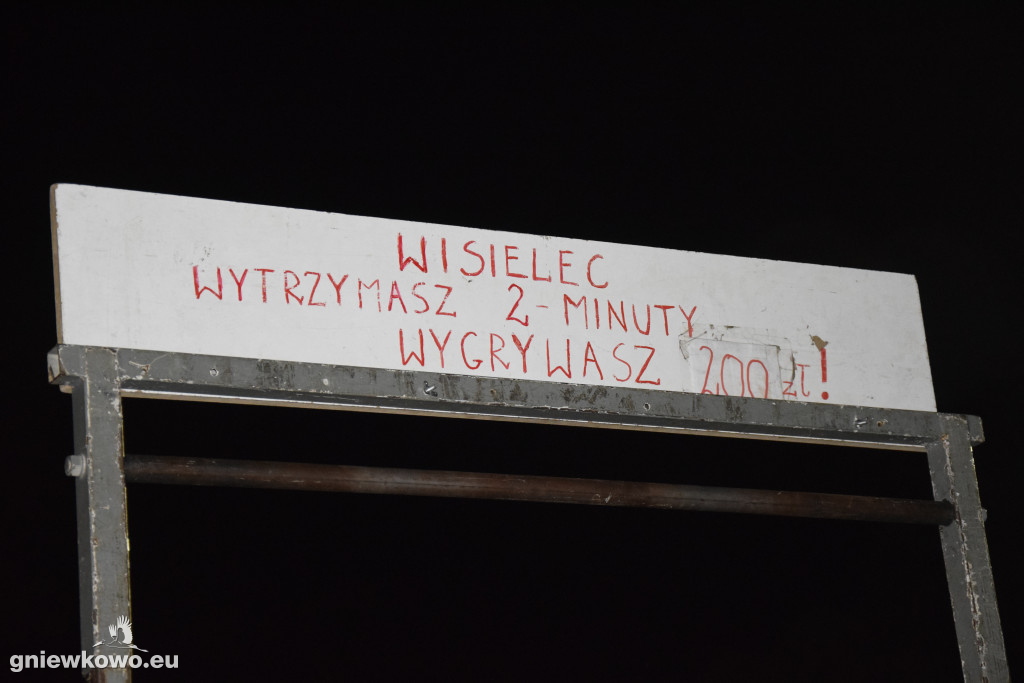 WISIELEC
WYTRZYMASZ 2-MINUTY
WYGRYWASZ 200 zł!
gniewkowo.eu